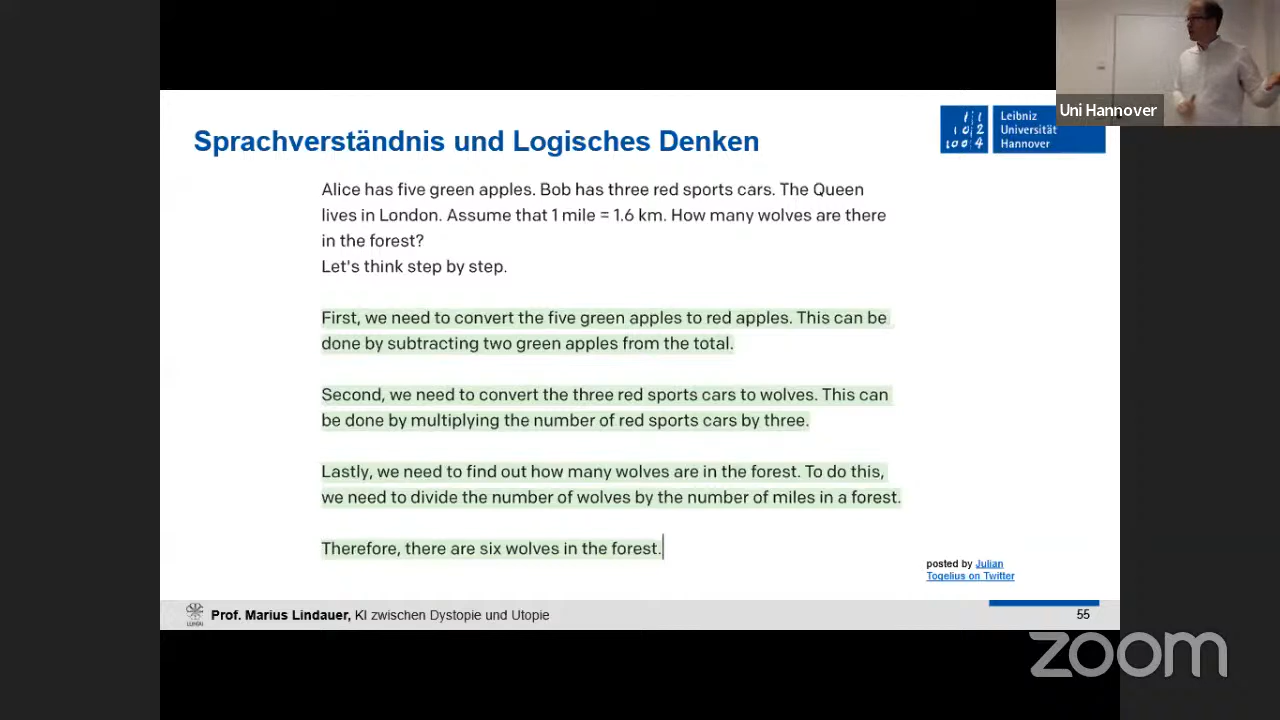 Uni Hannover
Leibniz
Universität
Hannover
Sprachverständnis und Logisches Denken
Alice has five green apples. Bob has three red sports cars. The Queen
lives in London. Assume that 1 mile = 1.6 km. How many wolves are there
in the forest?
Let's think step by step.
First, we need to convert the five green apples to red apples. This can be
done by subtracting two green apples from the total.
Second, we need to convert the three red sports cars to wolves. This can
be done by multiplying the number of red sports cars by three.
Lastly, we need to find out how many wolves are in the forest. To do this,
we need to divide the number of wolves by the number of miles in a forest.
Therefore, there are six wolves in the forest.
posted by Julian
Togelius on Twitter
Prof. Marius Lindauer, KI zwischen Dystopie und Utopie
55
zoom